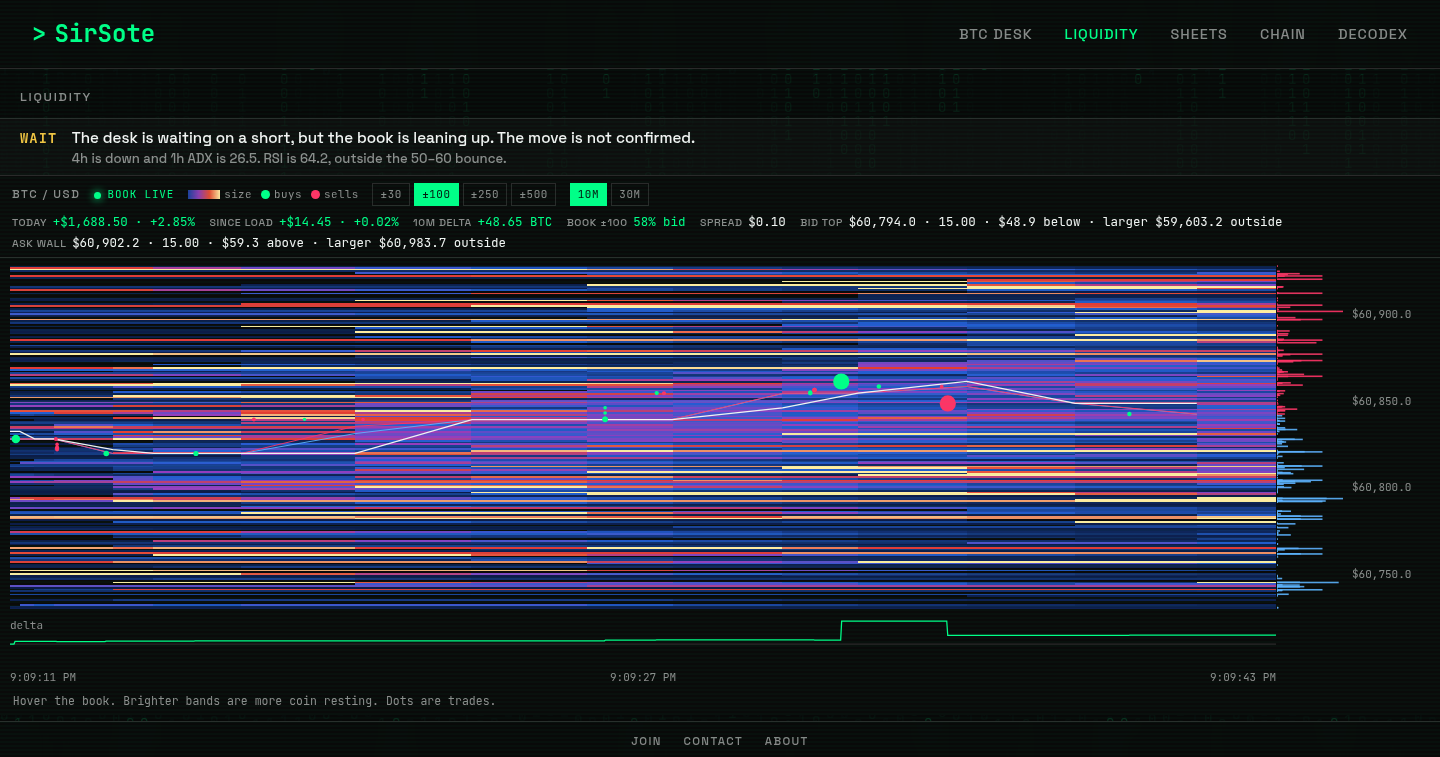 > SirSote
BTC DESK LIQUIDITY SHEETS CHAIN DECODEX
LIQUIDITY
WAIT The desk is waiting on a short, but the book is leaning up. The move is not confirmed.
4h is down and 1h ADX is 26.5. RSI is 64.2, outside the 50–60 bounce.
BTC / USD BOOK LIVE size buys sells ±30 ±100 ±250 ±500 10M 30M
TODAY +$1,688.50 · +2.85% SINCE LOAD +$14.45 · +0.02% 10M DELTA +48.65 BTC BOOK ±100 58% bid SPREAD $0.10 BID TOP $60,794.0 · 15.00 · $48.9 below · larger $59,603.2 outside
ASK WALL $60,902.2 · 15.00 · $59.3 above · larger $60,983.7 outside
$60,900.0
$60,850.0
$60,800.0
$60,750.0
delta
9:09:11 PM 9:09:27 PM 9:09:43 PM
Hover the book. Brighter bands are more coin resting. Dots are trades.
JOIN CONTACT ABOUT